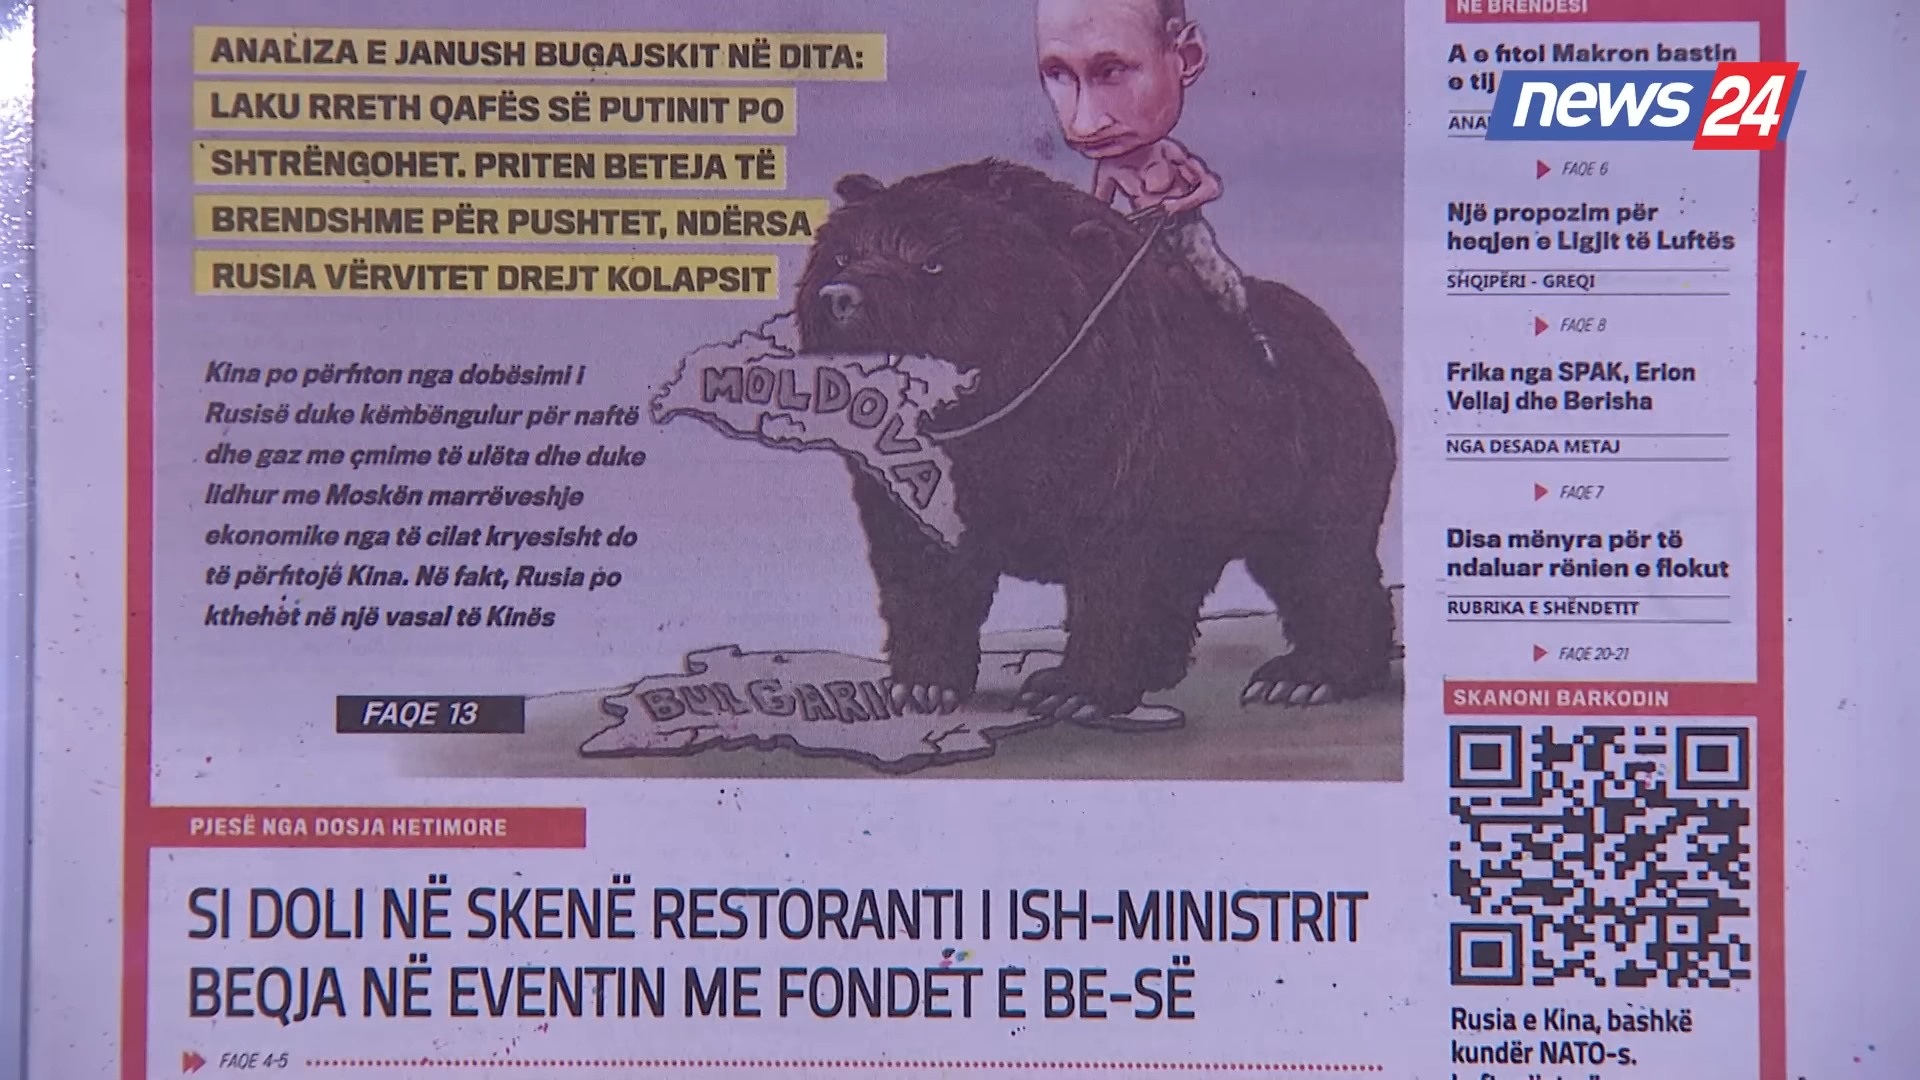 ANALIZA E JANUSH BUGAJSKIT NË DITA:
LAKU RRETH QAFËS SË PUTINIT PO
SHTRËNGOHET. PRITEN BETEJA TË
BRENDSHME PËR PUSHTET, NDËRSA
RUSIA VËRVITET DREJT KOLAPSIT
Kina po përfiton nga dobësimi i
Rusisë duke këmbëngulur për naftë
dhe gaz me çmime të ulëta dhe duke
lidhur me Moskën marrëveshje
ekonomike nga të cilat kryesisht do
të përfitojë Kina. Në fakt, Rusia po
kthehet në një vasal të Kinës
FAQE 13
MOLDOVA
BULGARI
PJESË NGA DOSJA HETIMORE
SI DOLI NË SKENË RESTORANTI I ISH-MINISTRIT
BEQJA NË EVENTIN ME FONDET E BE-SË
FAQE 4-5
NË BRENDËSI
A e fitoi Makron bastin
e tij
news 24
FAQE 6
Një propozim për
heqjen e Ligjit të Luftës
SHQIPËRI - GREQI
FAQE 8
Frika nga SPAK, Erion
Veliaj dhe Berisha
NGA DESADA METAJ
FAQE 7
Disa mënyra për të
ndaluar rënien e flokut
RUBRIKA E SHËNDETIT
FAQE 20-21
SKANONI BARKODIN
Rusia e Kina, bashkë
kundër NATO-s.